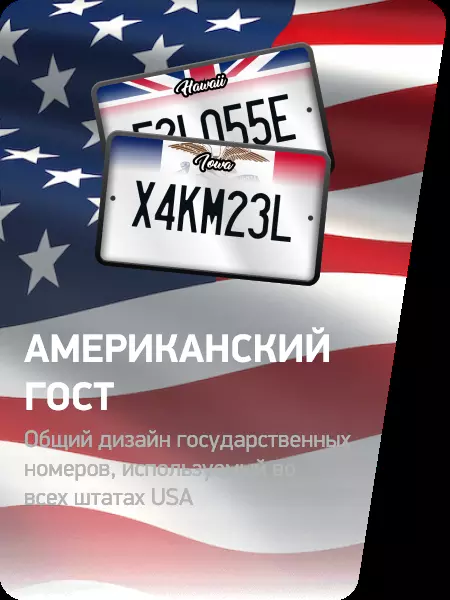 Hawaii
Iowa
X4KM23L
АМЕРИКАНСКИЙ
ГОСТ
Общий дизайн государственных
номеров, используемый во
всех штатах USA